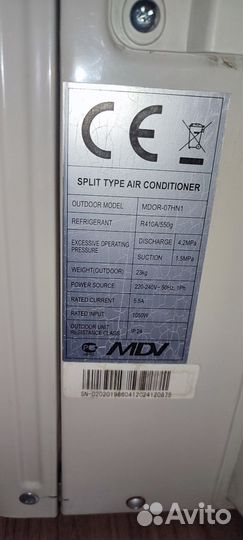 CE
SPLIT TYPE AIR CONDITIONER
OUTDOOR MODEL MDOR-07HN1
REFRIGERANT R410A/550g
EXCESSIVE OPERATING PRESSURE DISCHARGE 4.2MPa
SUCTION 1.5MPa
WEIGHT(OUTDOOR) 23kg
POWER SOURCE 220-240V~ 50Hz, 1Ph
RATED CURRENT 5.5A
RATED INPUT 1050W
OUTDOOR UNIT RESISTANCE CLASS IP 24
MDV
Avito